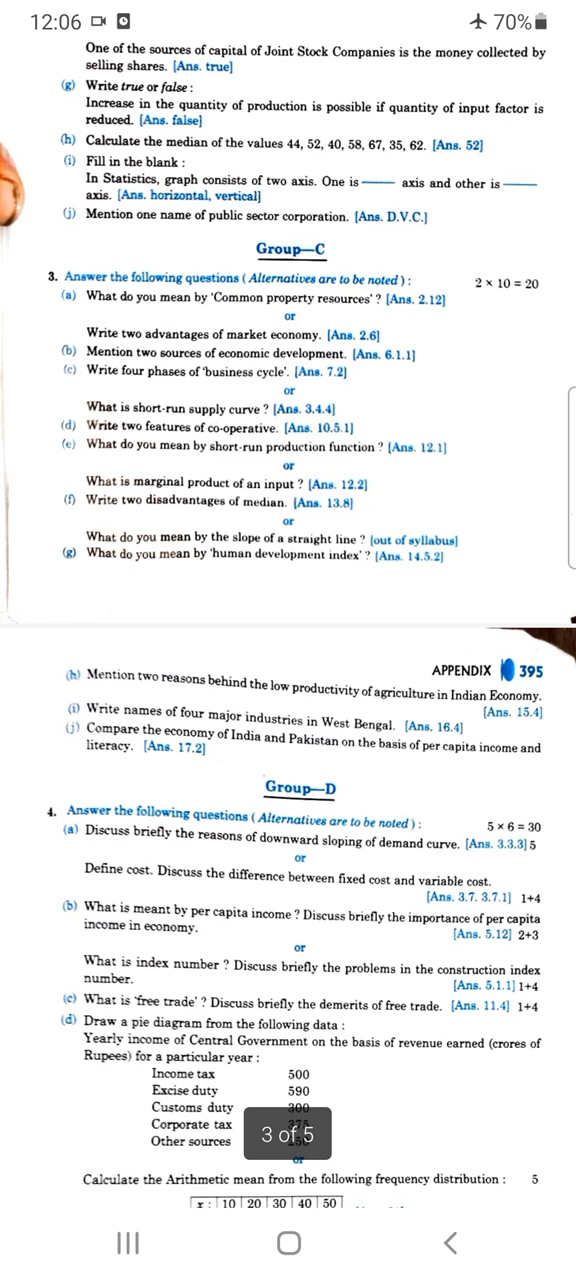 12:06
70%
One of the sources of capital of Joint Stock Companies is the money collected by
selling shares. [Ans. true]
(g) Write true or false :
Increase in the quantity of production is possible if quantity of input factor is
reduced. [Ans. false]
(h) Calculate the median of the values 44, 52, 40, 58, 67, 35, 62. [Ans. 52]
(i) Fill in the blank :
In Statistics, graph consists of two axis. One is —— axis and other is ——
axis. [Ans. horizontal, vertical]
(j) Mention one name of public sector corporation. [Ans. D.V.C.]
Group—C
3. Answer the following questions ( Alternatives are to be noted ) : 2 × 10 = 20
(a) What do you mean by 'Common property resources' ? [Ans. 2.12]
or
Write two advantages of market economy. [Ans. 2.6]
(b) Mention two sources of economic development. [Ans. 6.1.1]
(c) Write four phases of 'business cycle'. [Ans. 7.2]
or
What is short-run supply curve ? [Ans. 3.4.4]
(d) Write two features of co-operative. [Ans. 10.5.1]
(e) What do you mean by short-run production function ? [Ans. 12.1]
or
What is marginal product of an input ? [Ans. 12.2]
(f) Write two disadvantages of median. [Ans. 13.8]
or
What do you mean by the slope of a straight line ? [out of syllabus]
(g) What do you mean by 'human development index' ? [Ans. 14.5.2]
APPENDIX 395
(h) Mention two reasons behind the low productivity of agriculture in Indian Economy.
[Ans. 15.4]
(i) Write names of four major industries in West Bengal. [Ans. 16.4]
(j) Compare the economy of India and Pakistan on the basis of per capita income and
literacy. [Ans. 17.2]
Group—D
4. Answer the following questions ( Alternatives are to be noted ) : 5 × 6 = 30
(a) Discuss briefly the reasons of downward sloping of demand curve. [Ans. 3.3.3] 5
or
Define cost. Discuss the difference between fixed cost and variable cost.
[Ans. 3.7. 3.7.1] 1+4
(b) What is meant by per capita income ? Discuss briefly the importance of per capita
income in economy. [Ans. 5.12] 2+3
or
What is index number ? Discuss briefly the problems in the construction index
number. [Ans. 5.1.1] 1+4
(c) What is 'free trade' ? Discuss briefly the demerits of free trade. [Ans. 11.4] 1+4
(d) Draw a pie diagram from the following data :
Yearly income of Central Government on the basis of revenue earned (crores of
Rupees) for a particular year :
Income tax 500
Excise duty 590
Customs duty 300
Corporate tax
Other sources
3 of 5
or
Calculate the Arithmetic mean from the following frequency distribution : 5
x : 10 20 30 40 50